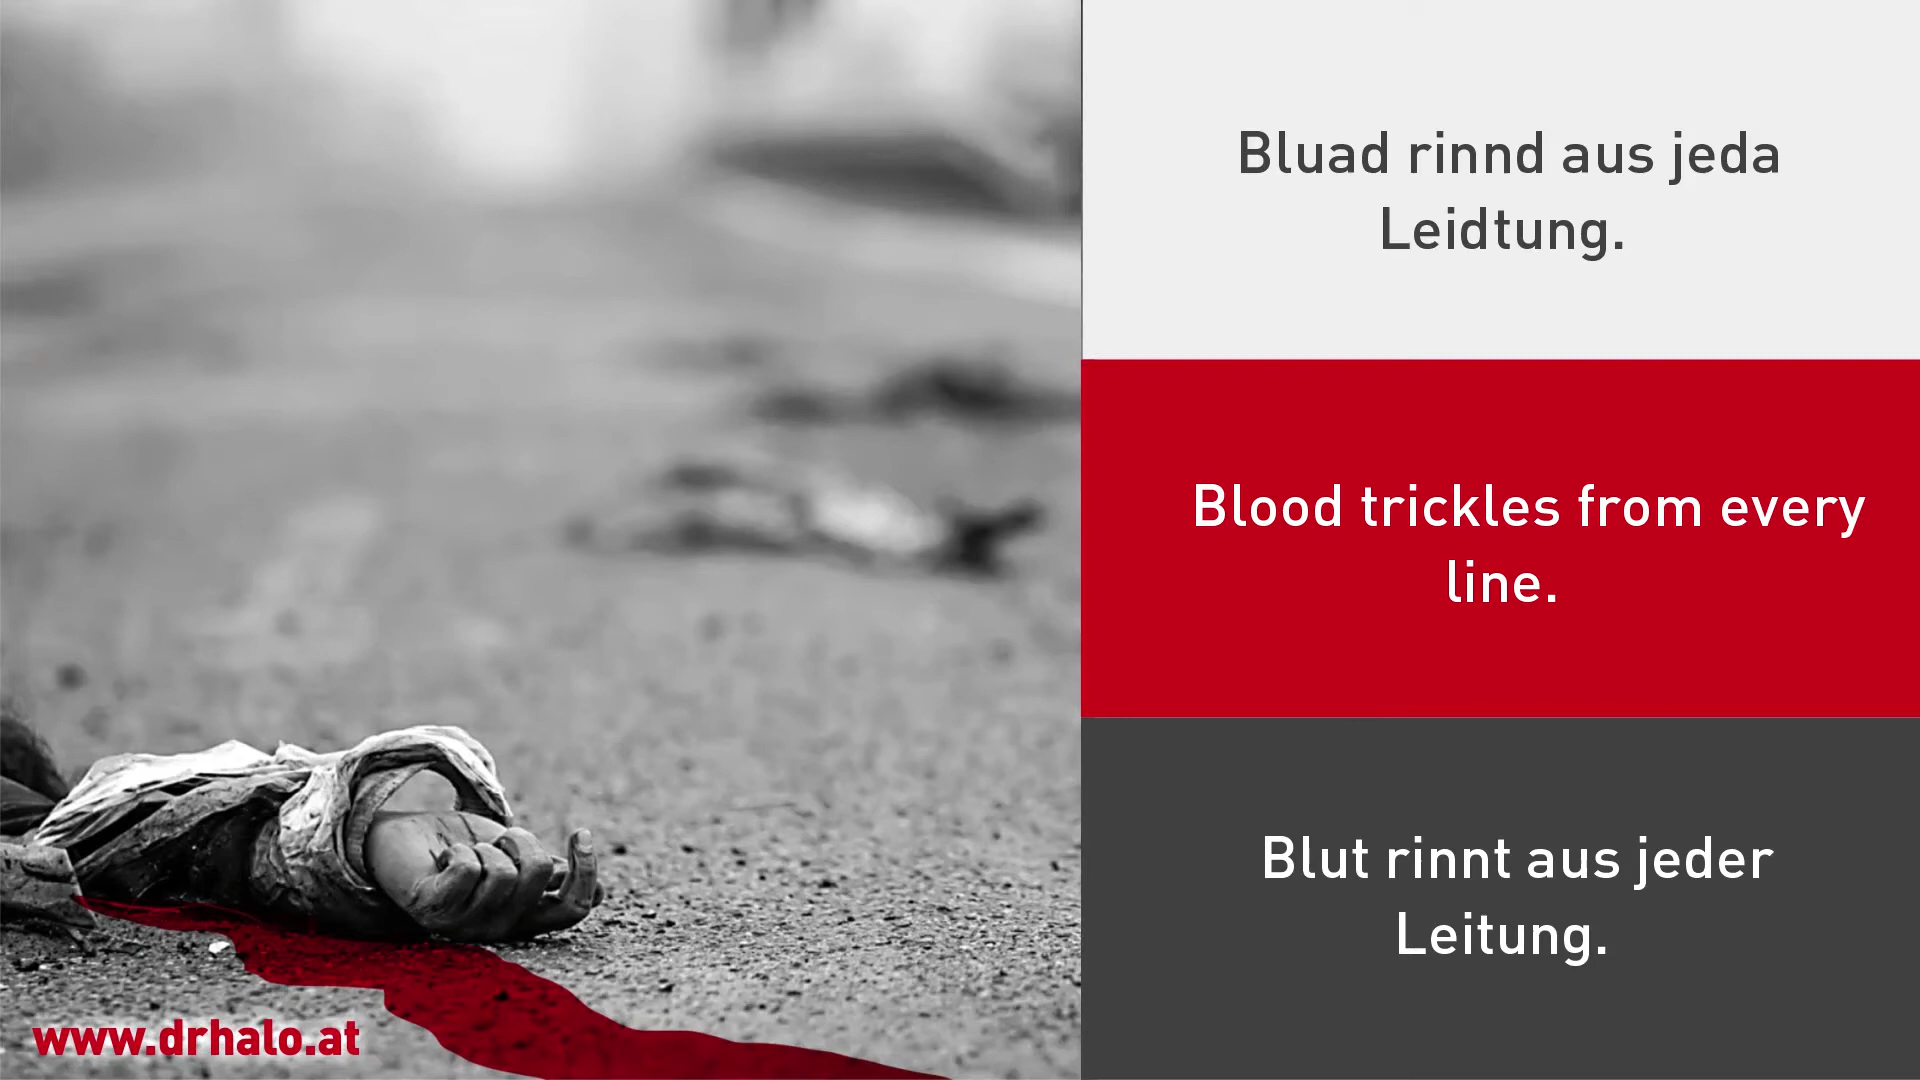 Bluad rinnd aus jeda
Leidtung.
Blood trickles from every
line.
Blut rinnt aus jeder
Leitung.
www.drhalo.at